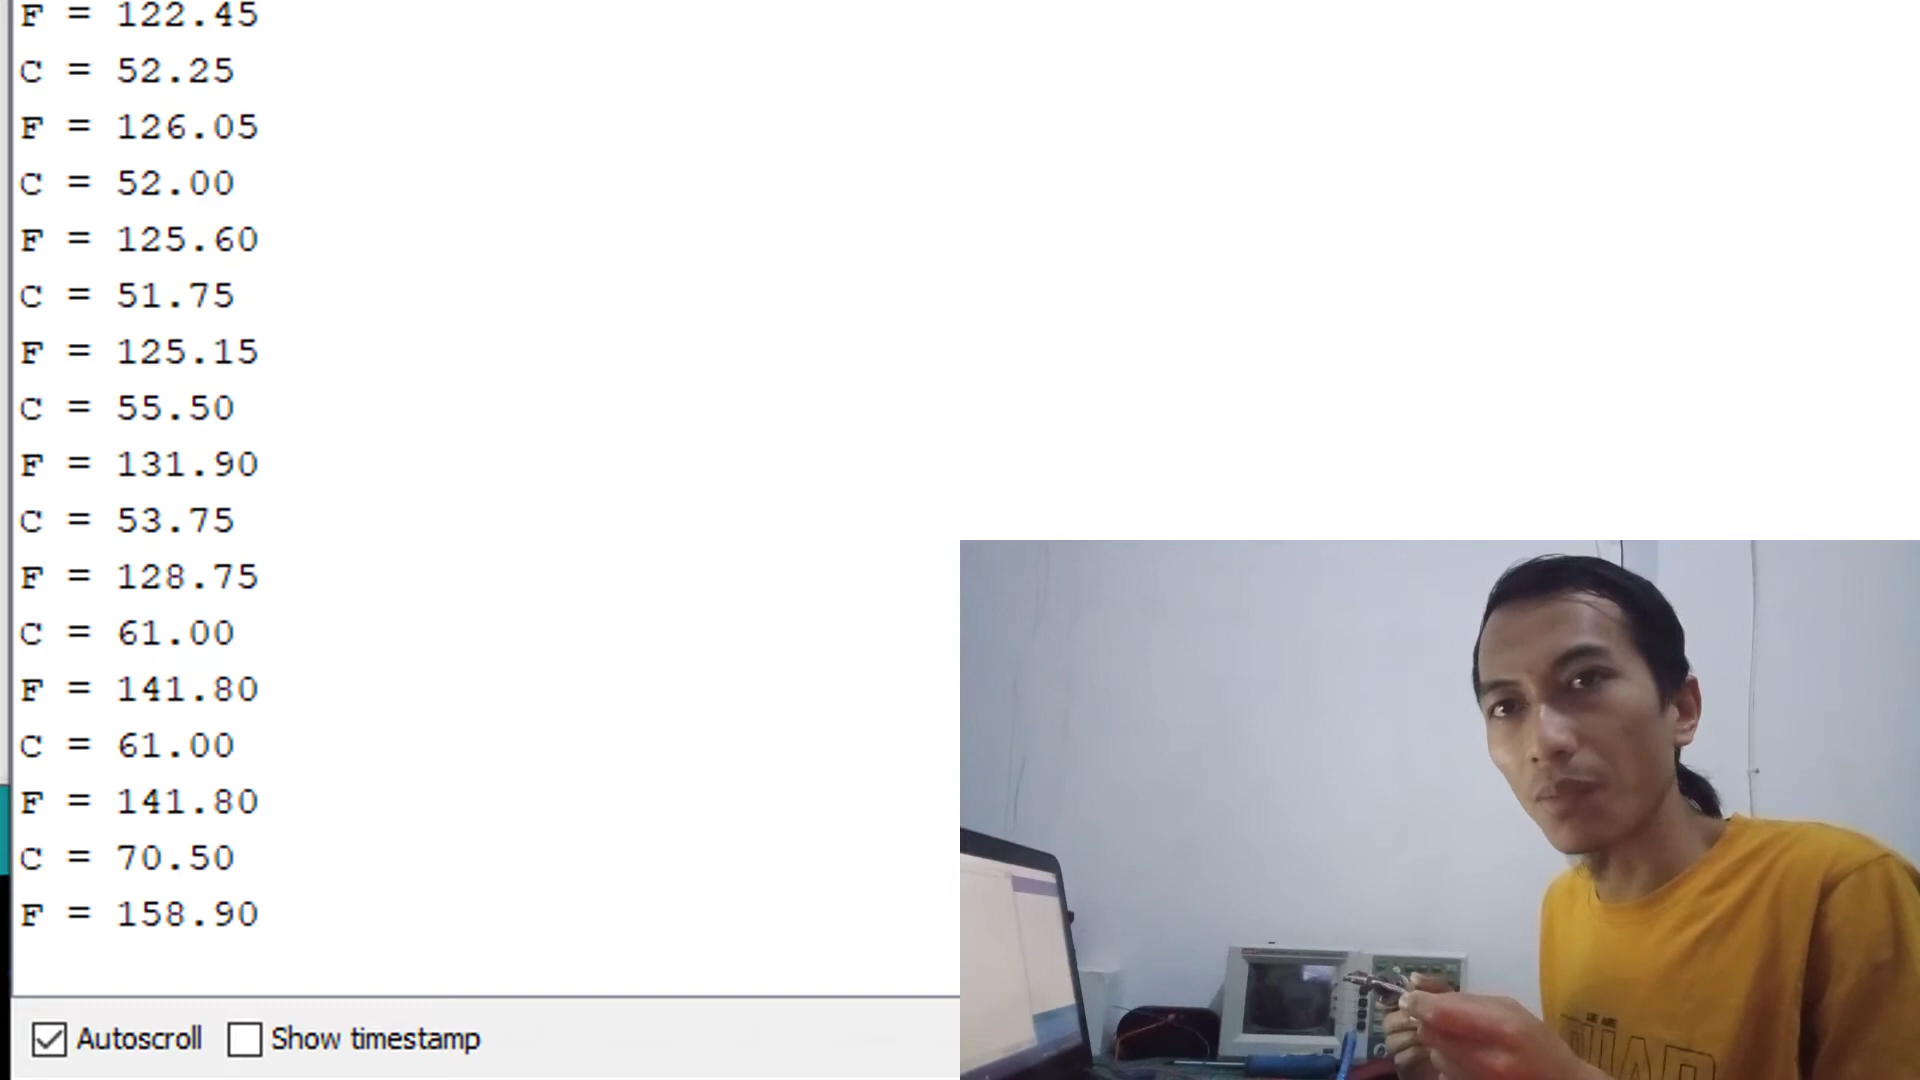 F = 122.45
C = 52.25
F = 126.05
C = 52.00
F = 125.60
C = 51.75
F = 125.15
C = 55.50
F = 131.90
C = 53.75
F = 128.75
C = 61.00
F = 141.80
C = 61.00
F = 141.80
C = 70.50
F = 158.90
Autoscroll Show timestamp